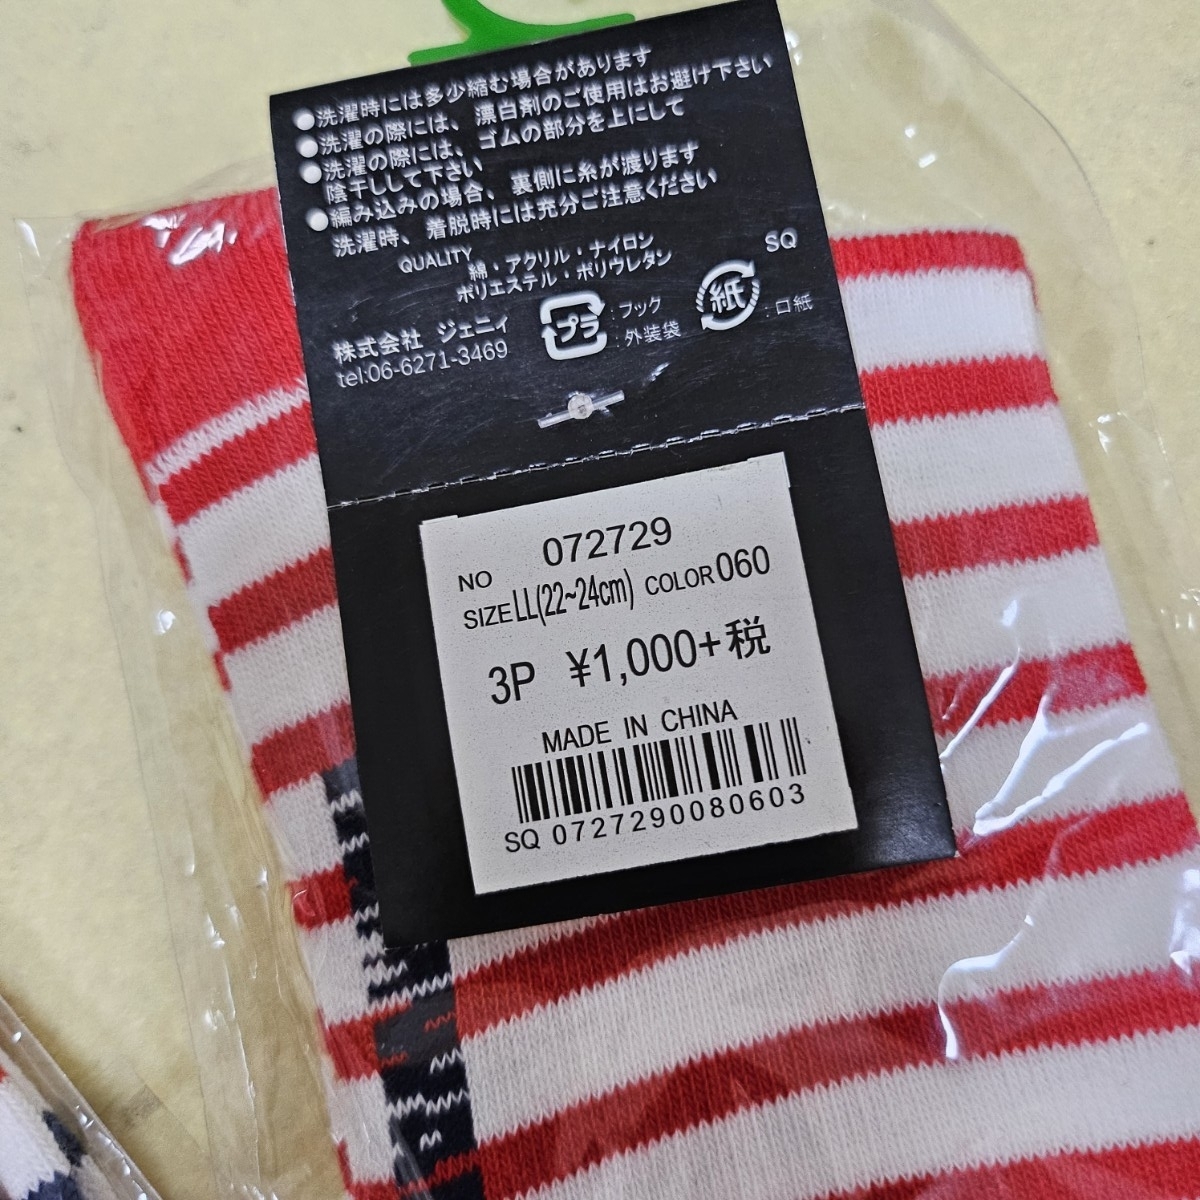 ●洗濯時には多少縮む場合があります
●洗濯の際には、漂白剤のご使用はお避け下さい
●洗濯の際には、ゴムの部分を上にして
陰干しして下さい
●編み込みの場合、裏側に糸が渡ります
洗濯時、着脱時には充分ご注意ください
QUALITY
綿・アクリル・ナイロン
ポリエステル・ポリウレタン
SQ
株式会社 ジェニィ
tel:06-6271-3469
プラ
:フック
:外装袋
紙
:口紙
NO 072729
SIZE LL(22~24cm) COLOR 060
3P ¥1,000+税
MADE IN CHINA
SQ 0727290080603